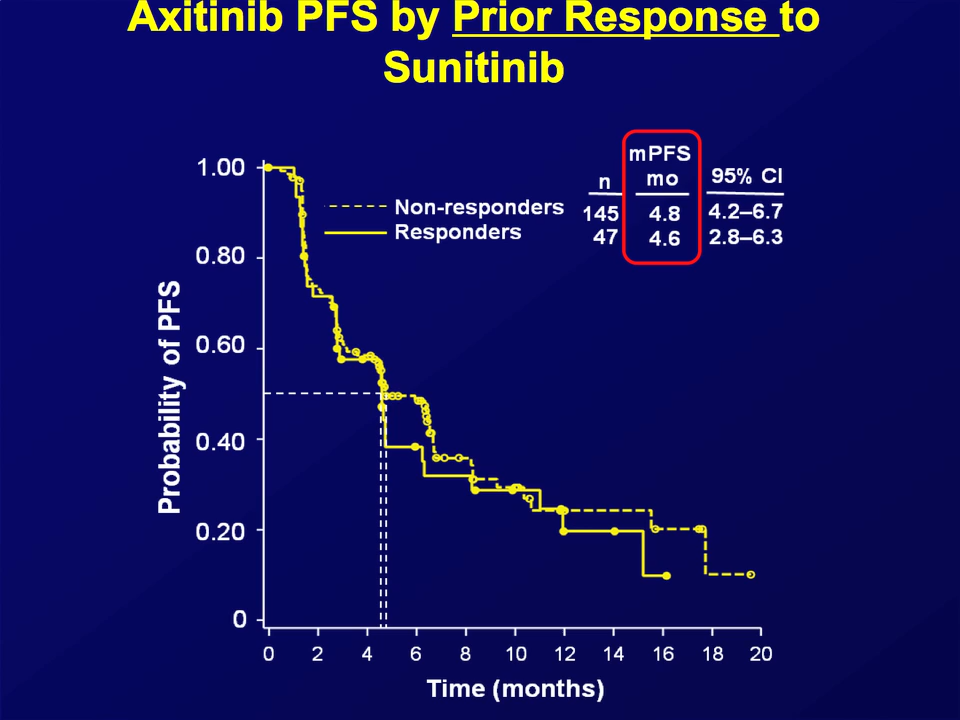 Axitinib PFS by Prior Response to
Sunitinib
mPFS
n mo 95% CI
Non-responders 145 4.8 4.2–6.7
Responders 47 4.6 2.8–6.3
Probability of PFS
1.00
0.80
0.60
0.40
0.20
0
0 2 4 6 8 10 12 14 16 18 20
Time (months)